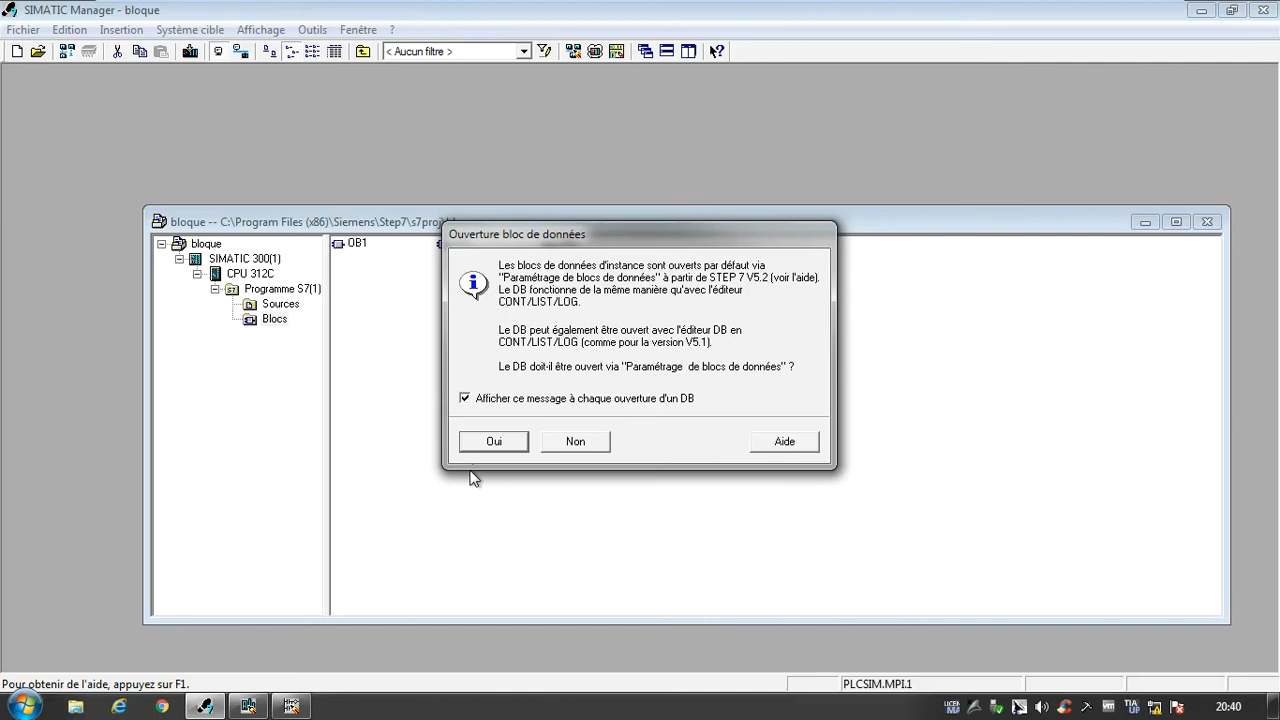 SIMATIC Manager - bloque
Fichier Edition Insertion Système cible Affichage Outils Fenêtre ?
< Aucun filtre >
bloque -- C:\Program Files (x86)\Siemens\Step7\s7proj\
bloque
SIMATIC 300(1)
CPU 312C
Programme S7(1)
Sources
Blocs
OB1
Ouverture bloc de données
Les blocs de données d'instance sont ouverts par défaut via
"Paramétrage de blocs de données" à partir de STEP 7 V5.2 (voir l'aide).
Le DB fonctionne de la même manière qu'avec l'éditeur
CONT/LIST/LOG.
Le DB peut également être ouvert avec l'éditeur DB en
CONT/LIST/LOG (comme pour la version V5.1).
Le DB doit-il être ouvert via "Paramétrage de blocs de données" ?
Afficher ce message à chaque ouverture d'un DB
Oui Non Aide
Pour obtenir de l'aide, appuyez sur F1.
PLCSIM.MPI.1
20:40